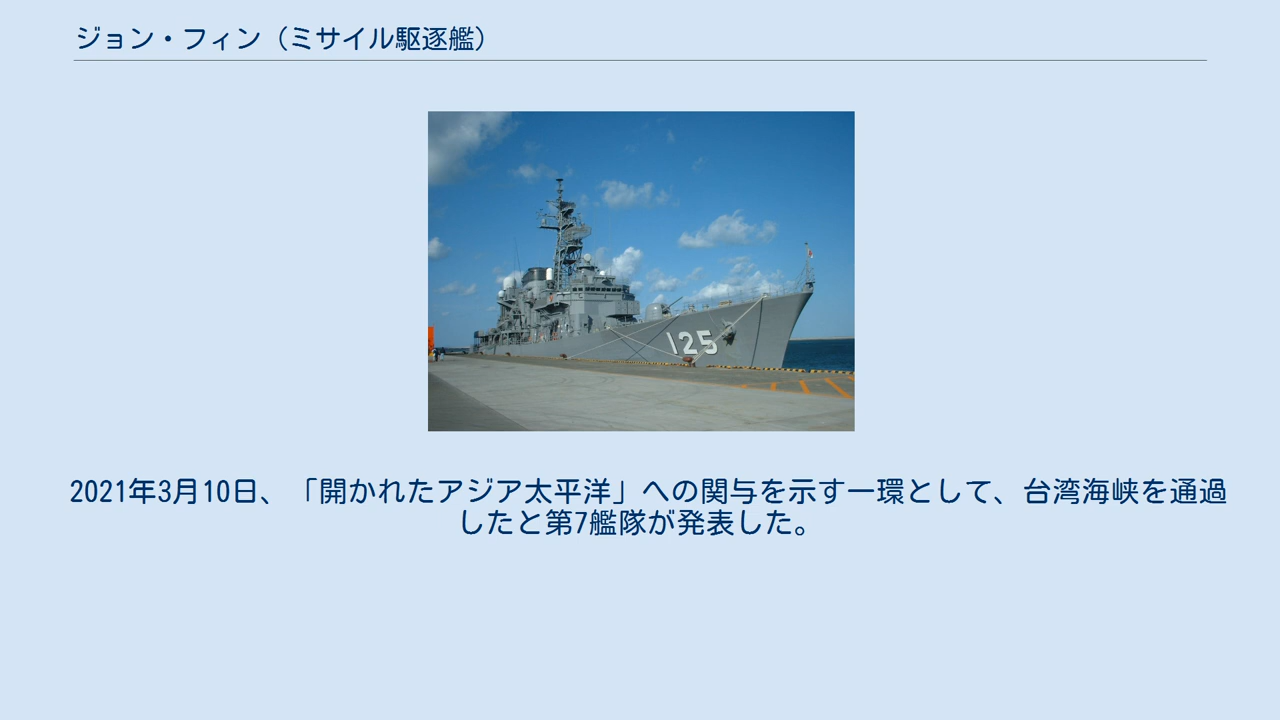 ジョン・フィン（ミサイル駆逐艦）
125
2021年3月10日、「開かれたアジア太平洋」への関与を示す一環として、台湾海峡を通過
したと第7艦隊が発表した。